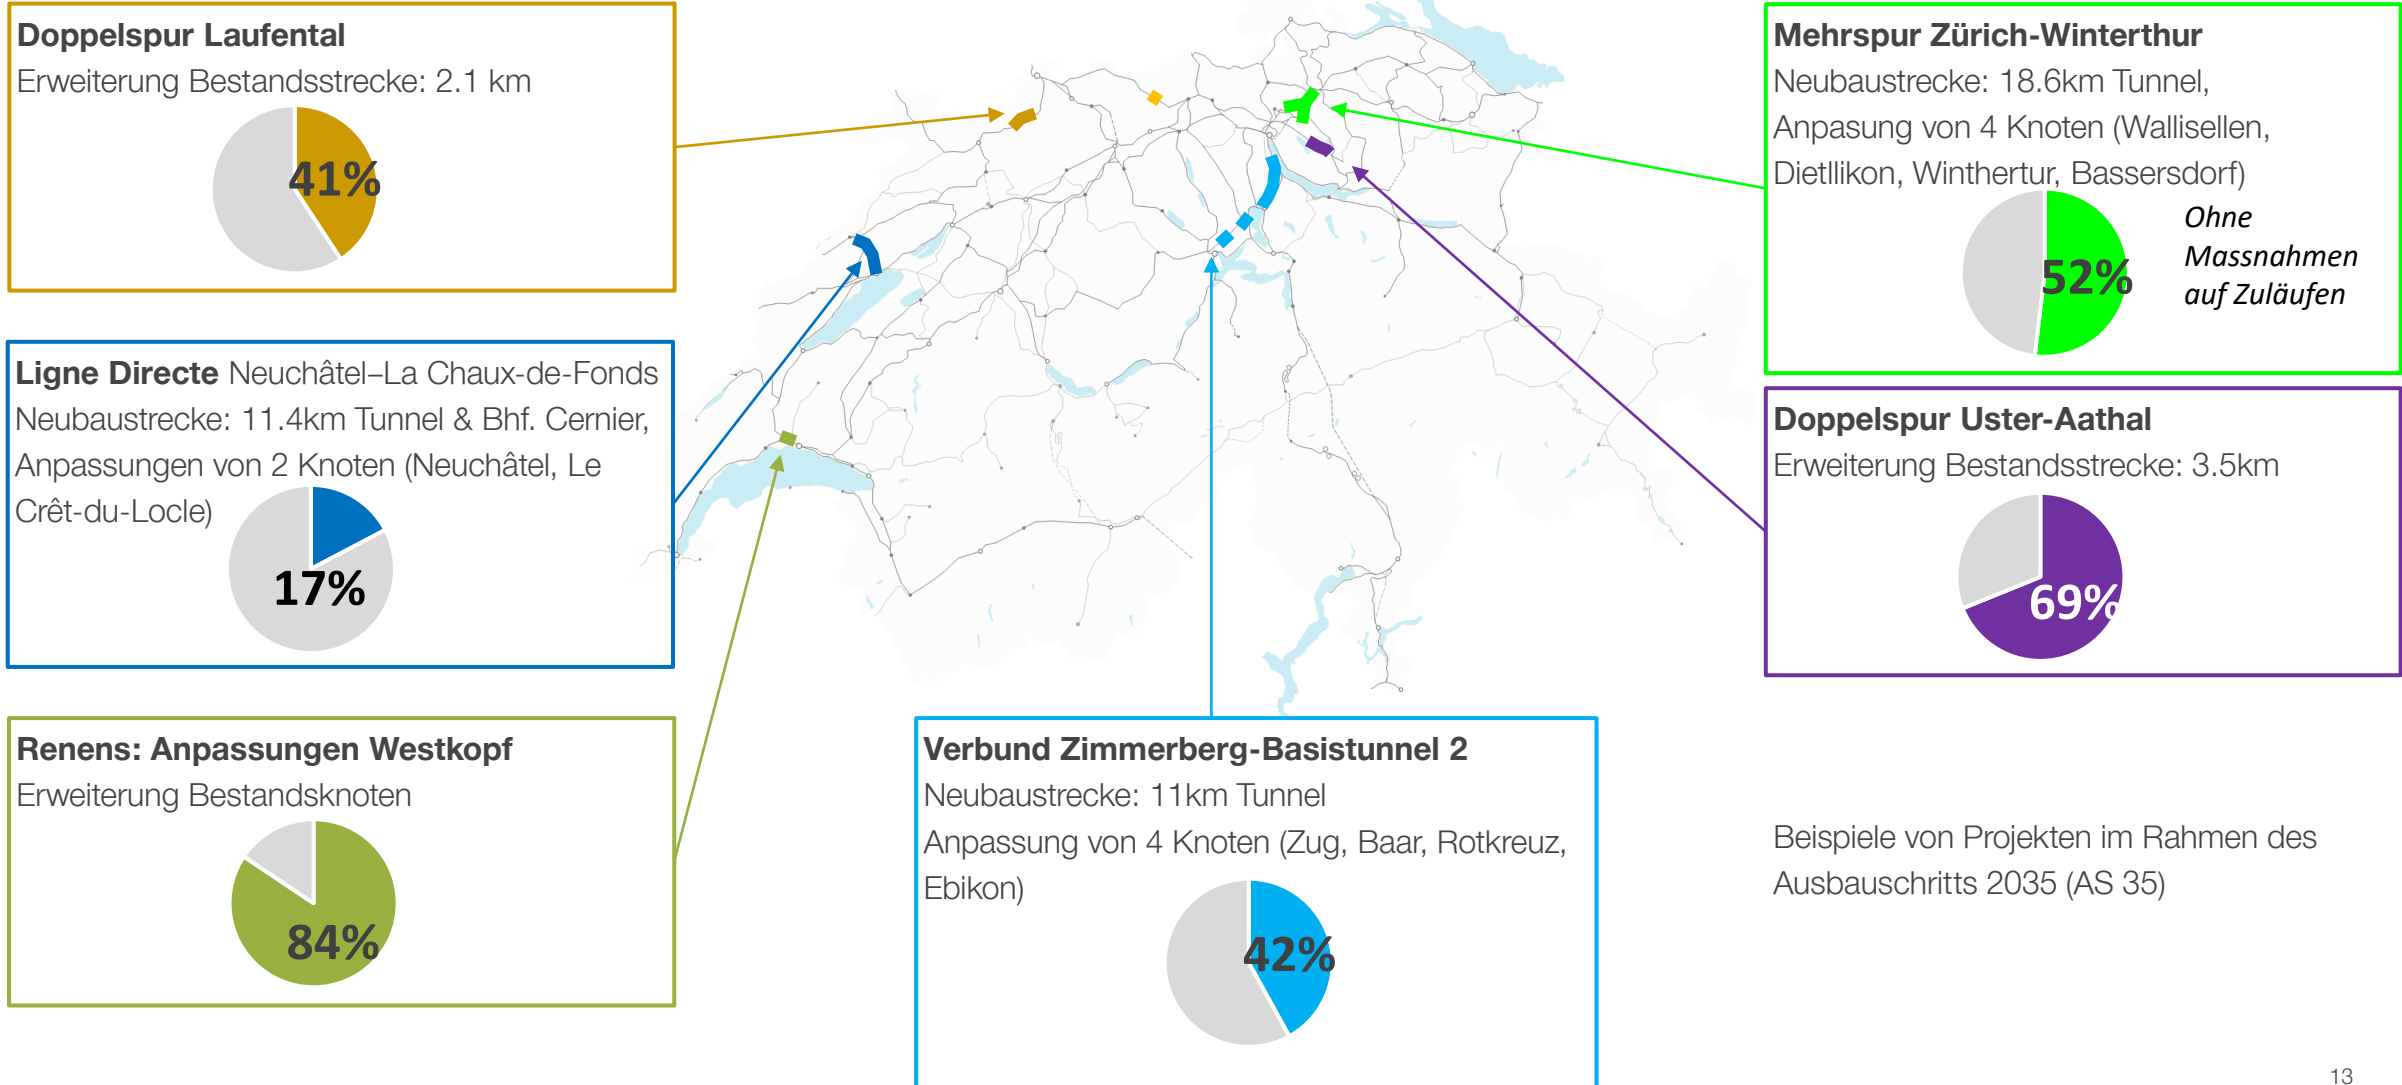 Doppelspur Laufental
Erweiterung Bestandsstrecke: 2.1 km
41%
Ligne Directe Neuchâtel–La Chaux-de-Fonds
Neubaustrecke: 11.4km Tunnel & Bhf. Cernier,
Anpassungen von 2 Knoten (Neuchâtel, Le
Crêt-du-Locle)
17%
Renens: Anpassungen Westkopf
Erweiterung Bestandsknoten
84%
Verbund Zimmerberg-Basistunnel 2
Neubaustrecke: 11km Tunnel
Anpassung von 4 Knoten (Zug, Baar, Rotkreuz,
Ebikon)
42%
Mehrspur Zürich-Winterthur
Neubaustrecke: 18.6km Tunnel,
Anpasung von 4 Knoten (Wallisellen,
Dietllikon, Winthertur, Bassersdorf)
52%
Ohne
Massnahmen
auf Zuläufen
Doppelspur Uster-Aathal
Erweiterung Bestandsstrecke: 3.5km
69%
Beispiele von Projekten im Rahmen des
Ausbauschritts 2035 (AS 35)
13